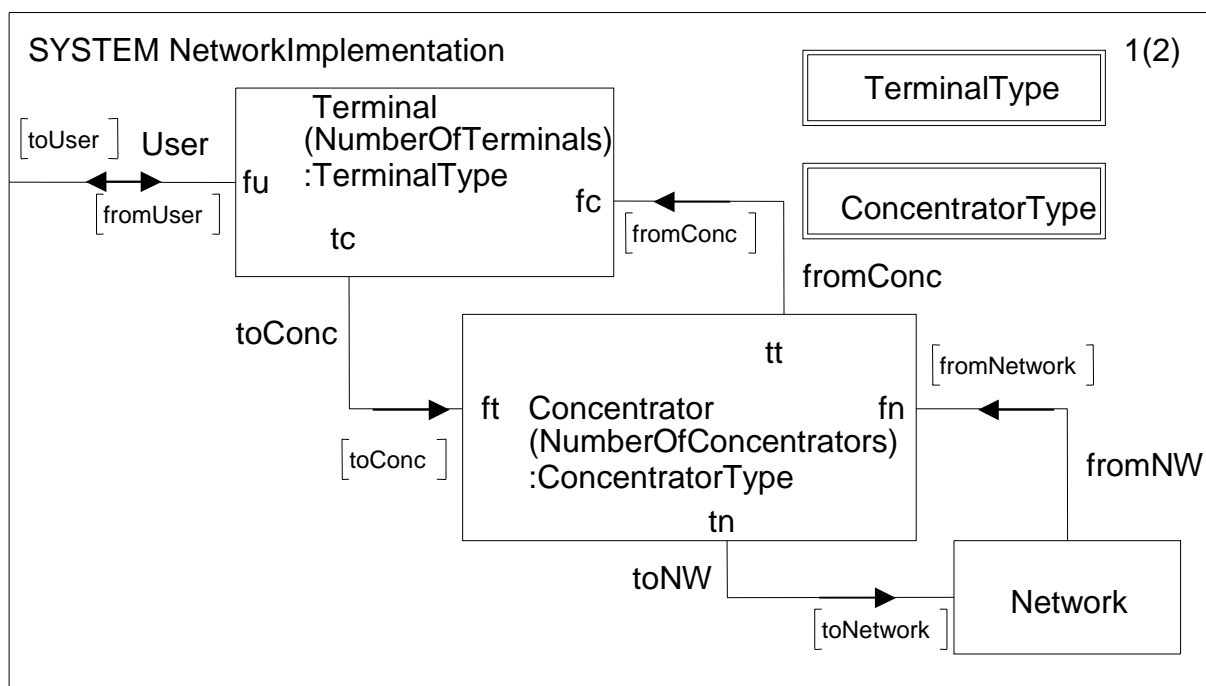 SYSTEM NetworkImplementation
1(2)
TerminalType
Terminal
(NumberOfTerminals)
:TerminalType
[toUser]
User
fu
[fromUser]
fc
tc
[fromConc]
ConcentratorType
fromConc
toConc
tt
[fromNetwork]
ft
Concentrator
(NumberOfConcentrators)
:ConcentratorType
fn
[toConc]
fromNW
tn
toNW
Network
[toNetwork]